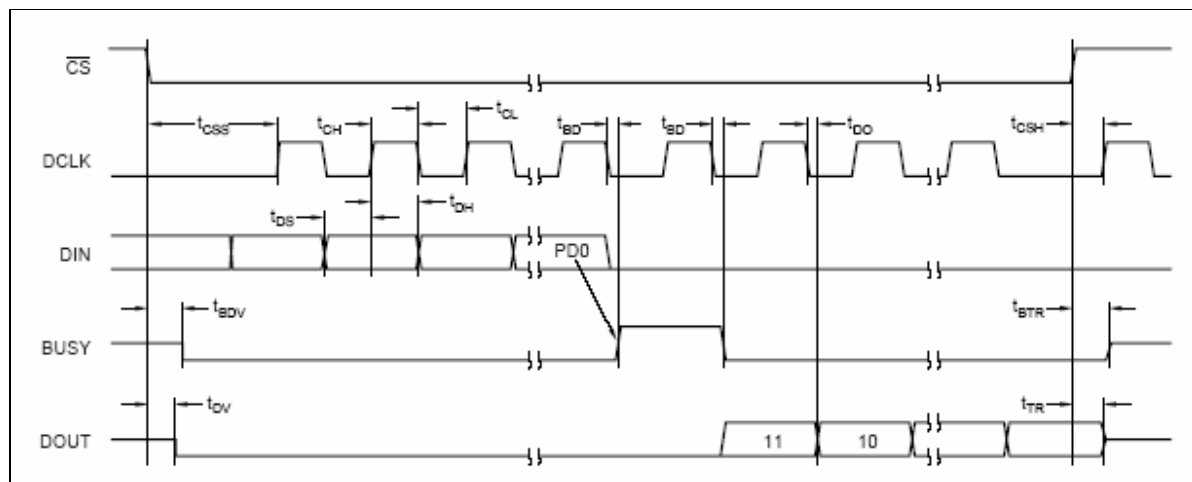 CS
tCSS tCH tCL tBD tBD tDO tCSH
DCLK
tDS tDH
DIN PD0
tBDV tBTR
BUSY
tDV tTR
DOUT 11 10